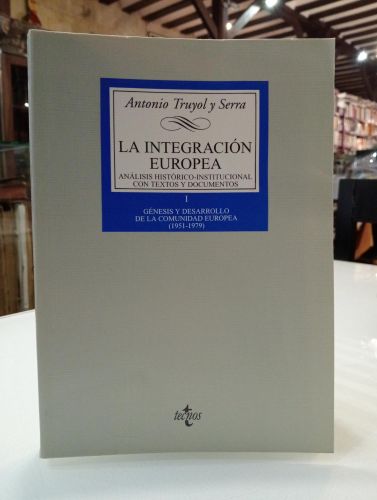 Antonio Truyol y Serra
LA INTEGRACIÓN
EUROPEA
ANÁLISIS HISTÓRICO-INSTITUCIONAL
CON TEXTOS Y DOCUMENTOS
I
GÉNESIS Y DESARROLLO
DE LA COMUNIDAD EUROPEA
(1951-1979)
tecnos